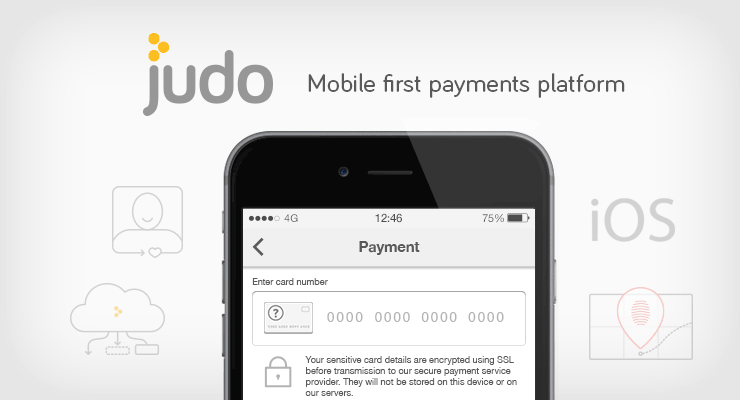 judo
Mobile first payments platform
iOS
4G 12:46 75%
Payment
Enter card number
?
0000 0000 0000 0000
Your sensitive card details are encrypted using SSL
before transmission to our secure payment service
provider. They will not be stored on this device or on
our servers.